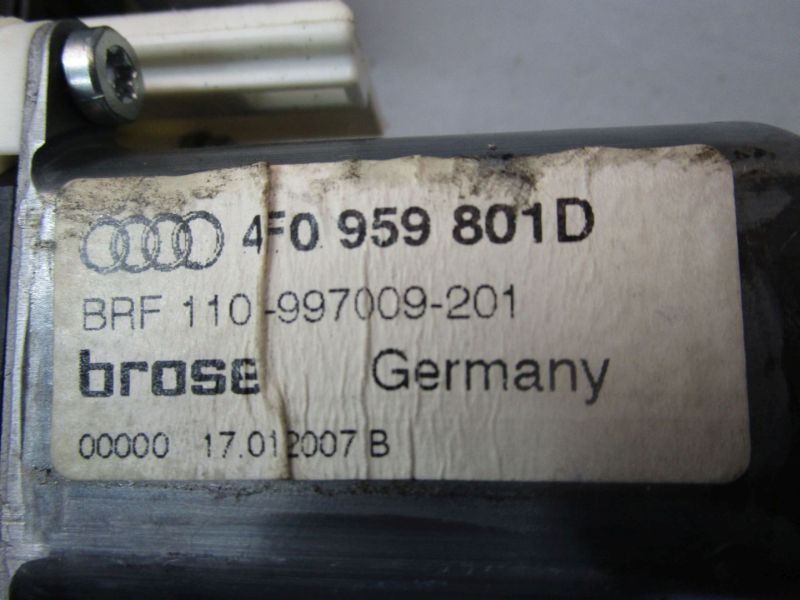 4F0 959 801D
BRF 110-997009-201
brose Germany
00000 17.012007 B